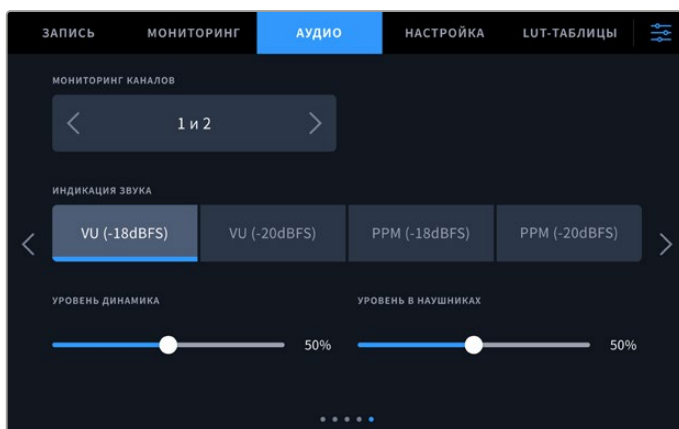 ЗАПИСЬ МОНИТОРИНГ АУДИО НАСТРОЙКА LUT-ТАБЛИЦЫ
МОНИТОРИНГ КАНАЛОВ
1 и 2
ИНДИКАЦИЯ ЗВУКА
VU (-18dBFS) VU (-20dBFS) PPM (-18dBFS) PPM (-20dBFS)
УРОВЕНЬ ДИНАМИКА УРОВЕНЬ В НАУШНИКАХ
50% 50%